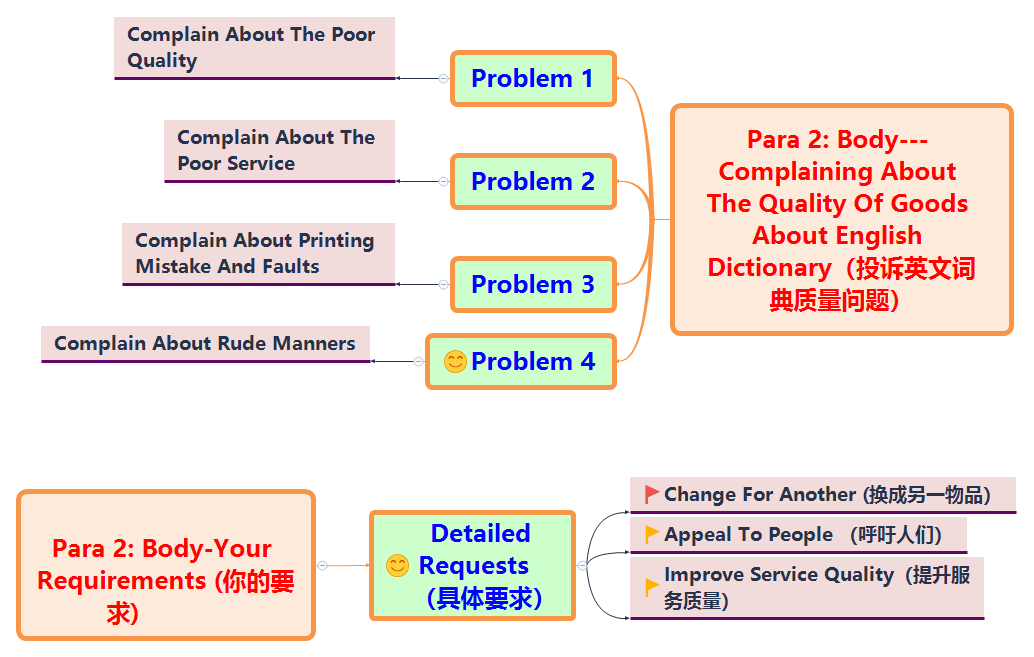 Complain About The Poor
Quality
Problem 1
Complain About The
Poor Service
Problem 2
Complain About Printing
Mistake And Faults
Problem 3
Complain About Rude Manners
Problem 4
Para 2: Body---
Complaining About
The Quality Of Goods
About English
Dictionary（投诉英文词
典质量问题）
Para 2: Body-Your
Requirements (你的要
求)
Detailed
Requests
（具体要求）
Change For Another (换成另一物品）
Appeal To People （呼吁人们）
Improve Service Quality（提升服
务质量）